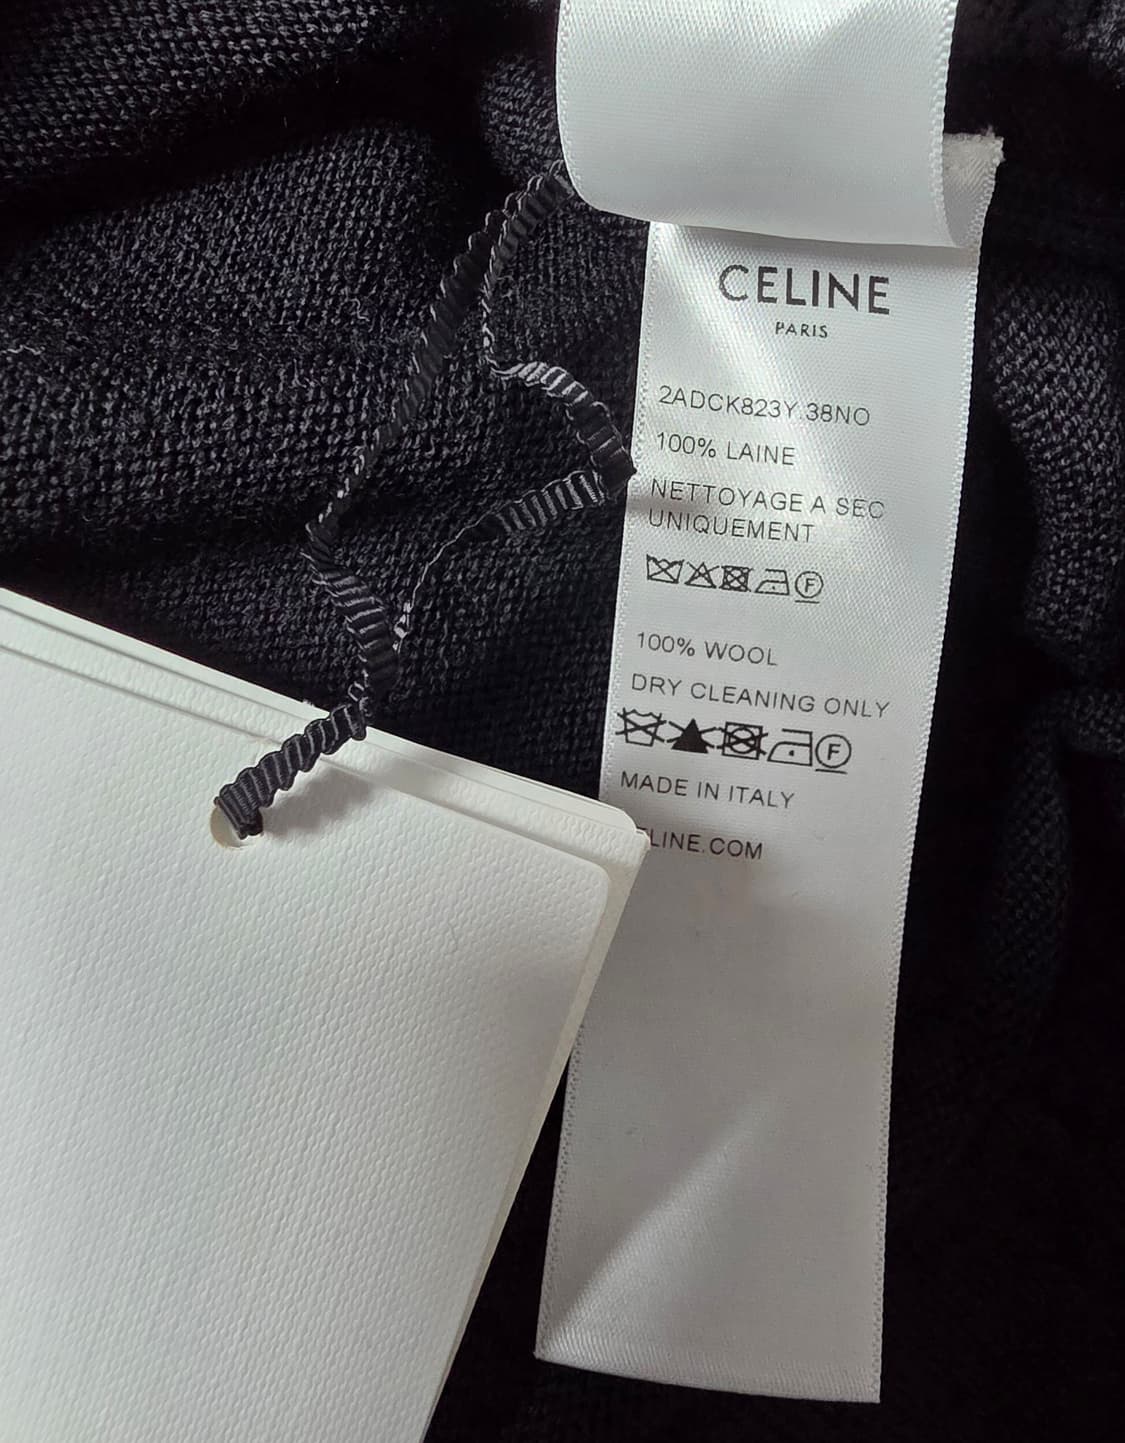 CELINE
PARIS
2ADCK823Y.38NO
100% LAINE
NETTOYAGE A SEC
UNIQUEMENT
F
100% WOOL
DRY CLEANING ONLY
F
MADE IN ITALY
LINE.COM